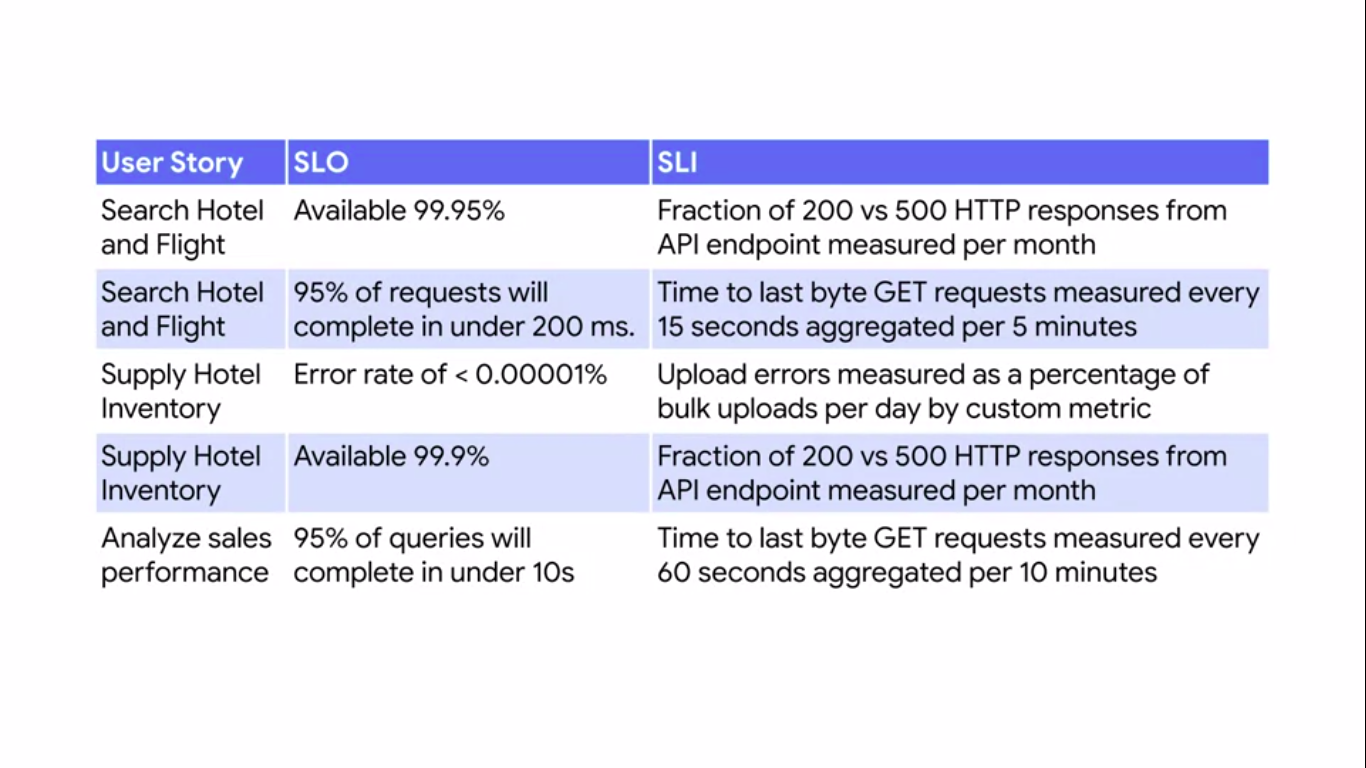 User Story SLO SLI
Search Hotel Available 99.95% Fraction of 200 vs 500 HTTP responses from
and Flight API endpoint measured per month
Search Hotel 95% of requests will Time to last byte GET requests measured every
and Flight complete in under 200 ms. 15 seconds aggregated per 5 minutes
Supply Hotel Error rate of < 0.00001% Upload errors measured as a percentage of
Inventory bulk uploads per day by custom metric
Supply Hotel Available 99.9% Fraction of 200 vs 500 HTTP responses from
Inventory API endpoint measured per month
Analyze sales 95% of queries will Time to last byte GET requests measured every
performance complete in under 10s 60 seconds aggregated per 10 minutes